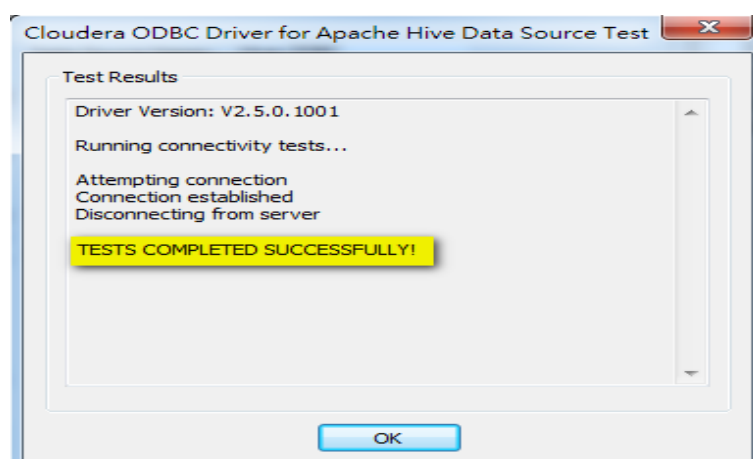 Cloudera ODBC Driver for Apache Hive Data Source Test
Test Results
Driver Version: V2.5.0.1001
Running connectivity tests...
Attempting connection
Connection established
Disconnecting from server
TESTS COMPLETED SUCCESSFULLY!
OK